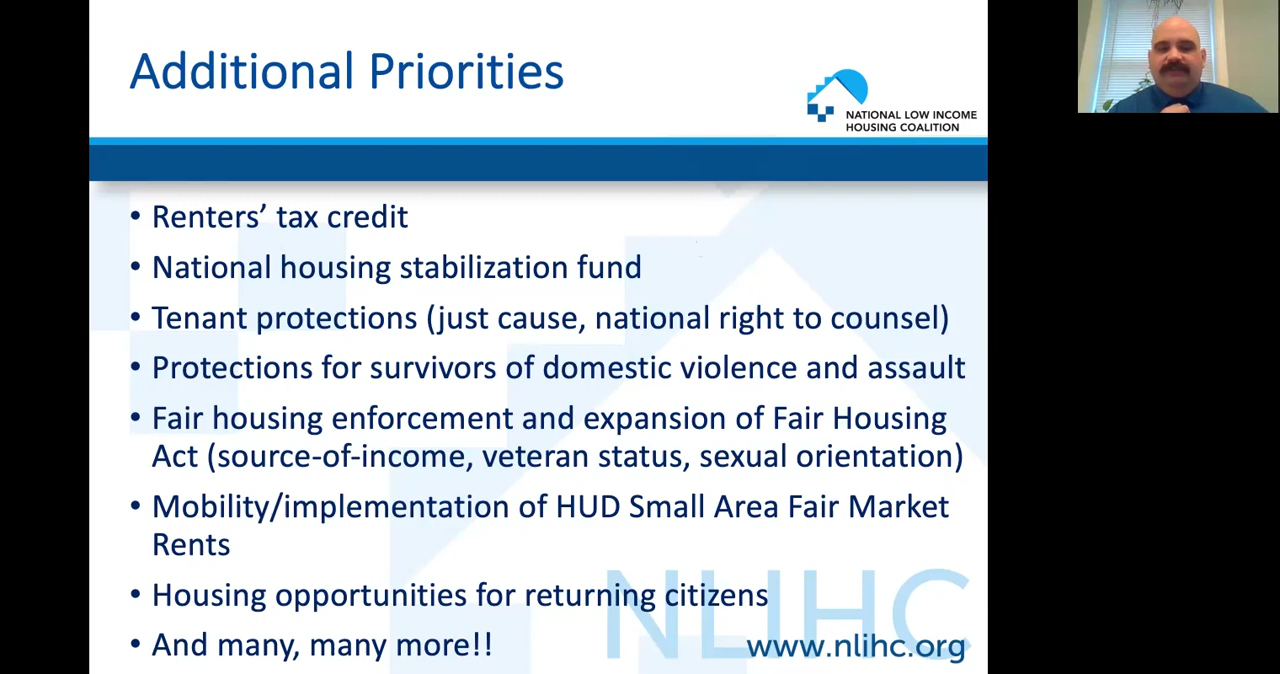 Additional Priorities
NATIONAL LOW INCOME
HOUSING COALITION
• Renters’ tax credit
• National housing stabilization fund
• Tenant protections (just cause, national right to counsel)
• Protections for survivors of domestic violence and assault
• Fair housing enforcement and expansion of Fair Housing
Act (source-of-income, veteran status, sexual orientation)
• Mobility/implementation of HUD Small Area Fair Market
Rents
• Housing opportunities for returning citizens
• And many, many more!!
NLIHC
www.nlihc.org